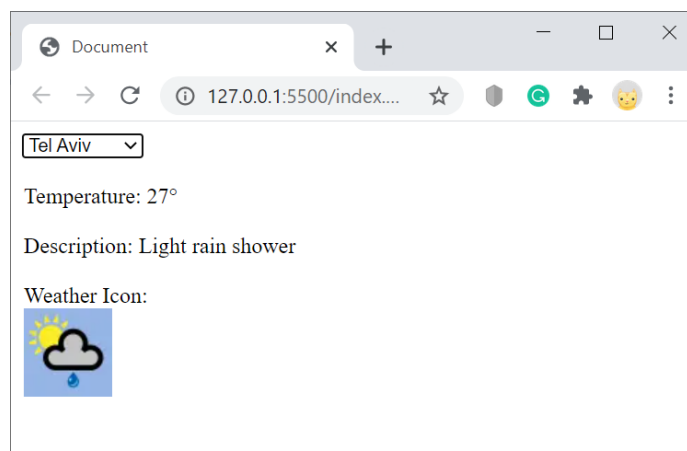 Document
127.0.0.1:5500/index....
Tel Aviv
Temperature: 27°
Description: Light rain shower
Weather Icon: